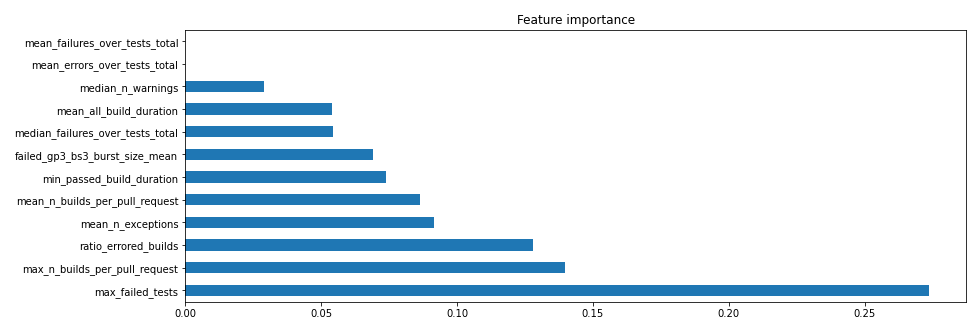 Feature importance
mean_failures_over_tests_total
mean_errors_over_tests_total
median_n_warnings
mean_all_build_duration
median_failures_over_tests_total
failed_gp3_bs3_burst_size_mean
min_passed_build_duration
mean_n_builds_per_pull_request
mean_n_exceptions
ratio_errored_builds
max_n_builds_per_pull_request
max_failed_tests
0.00 0.05 0.10 0.15 0.20 0.25